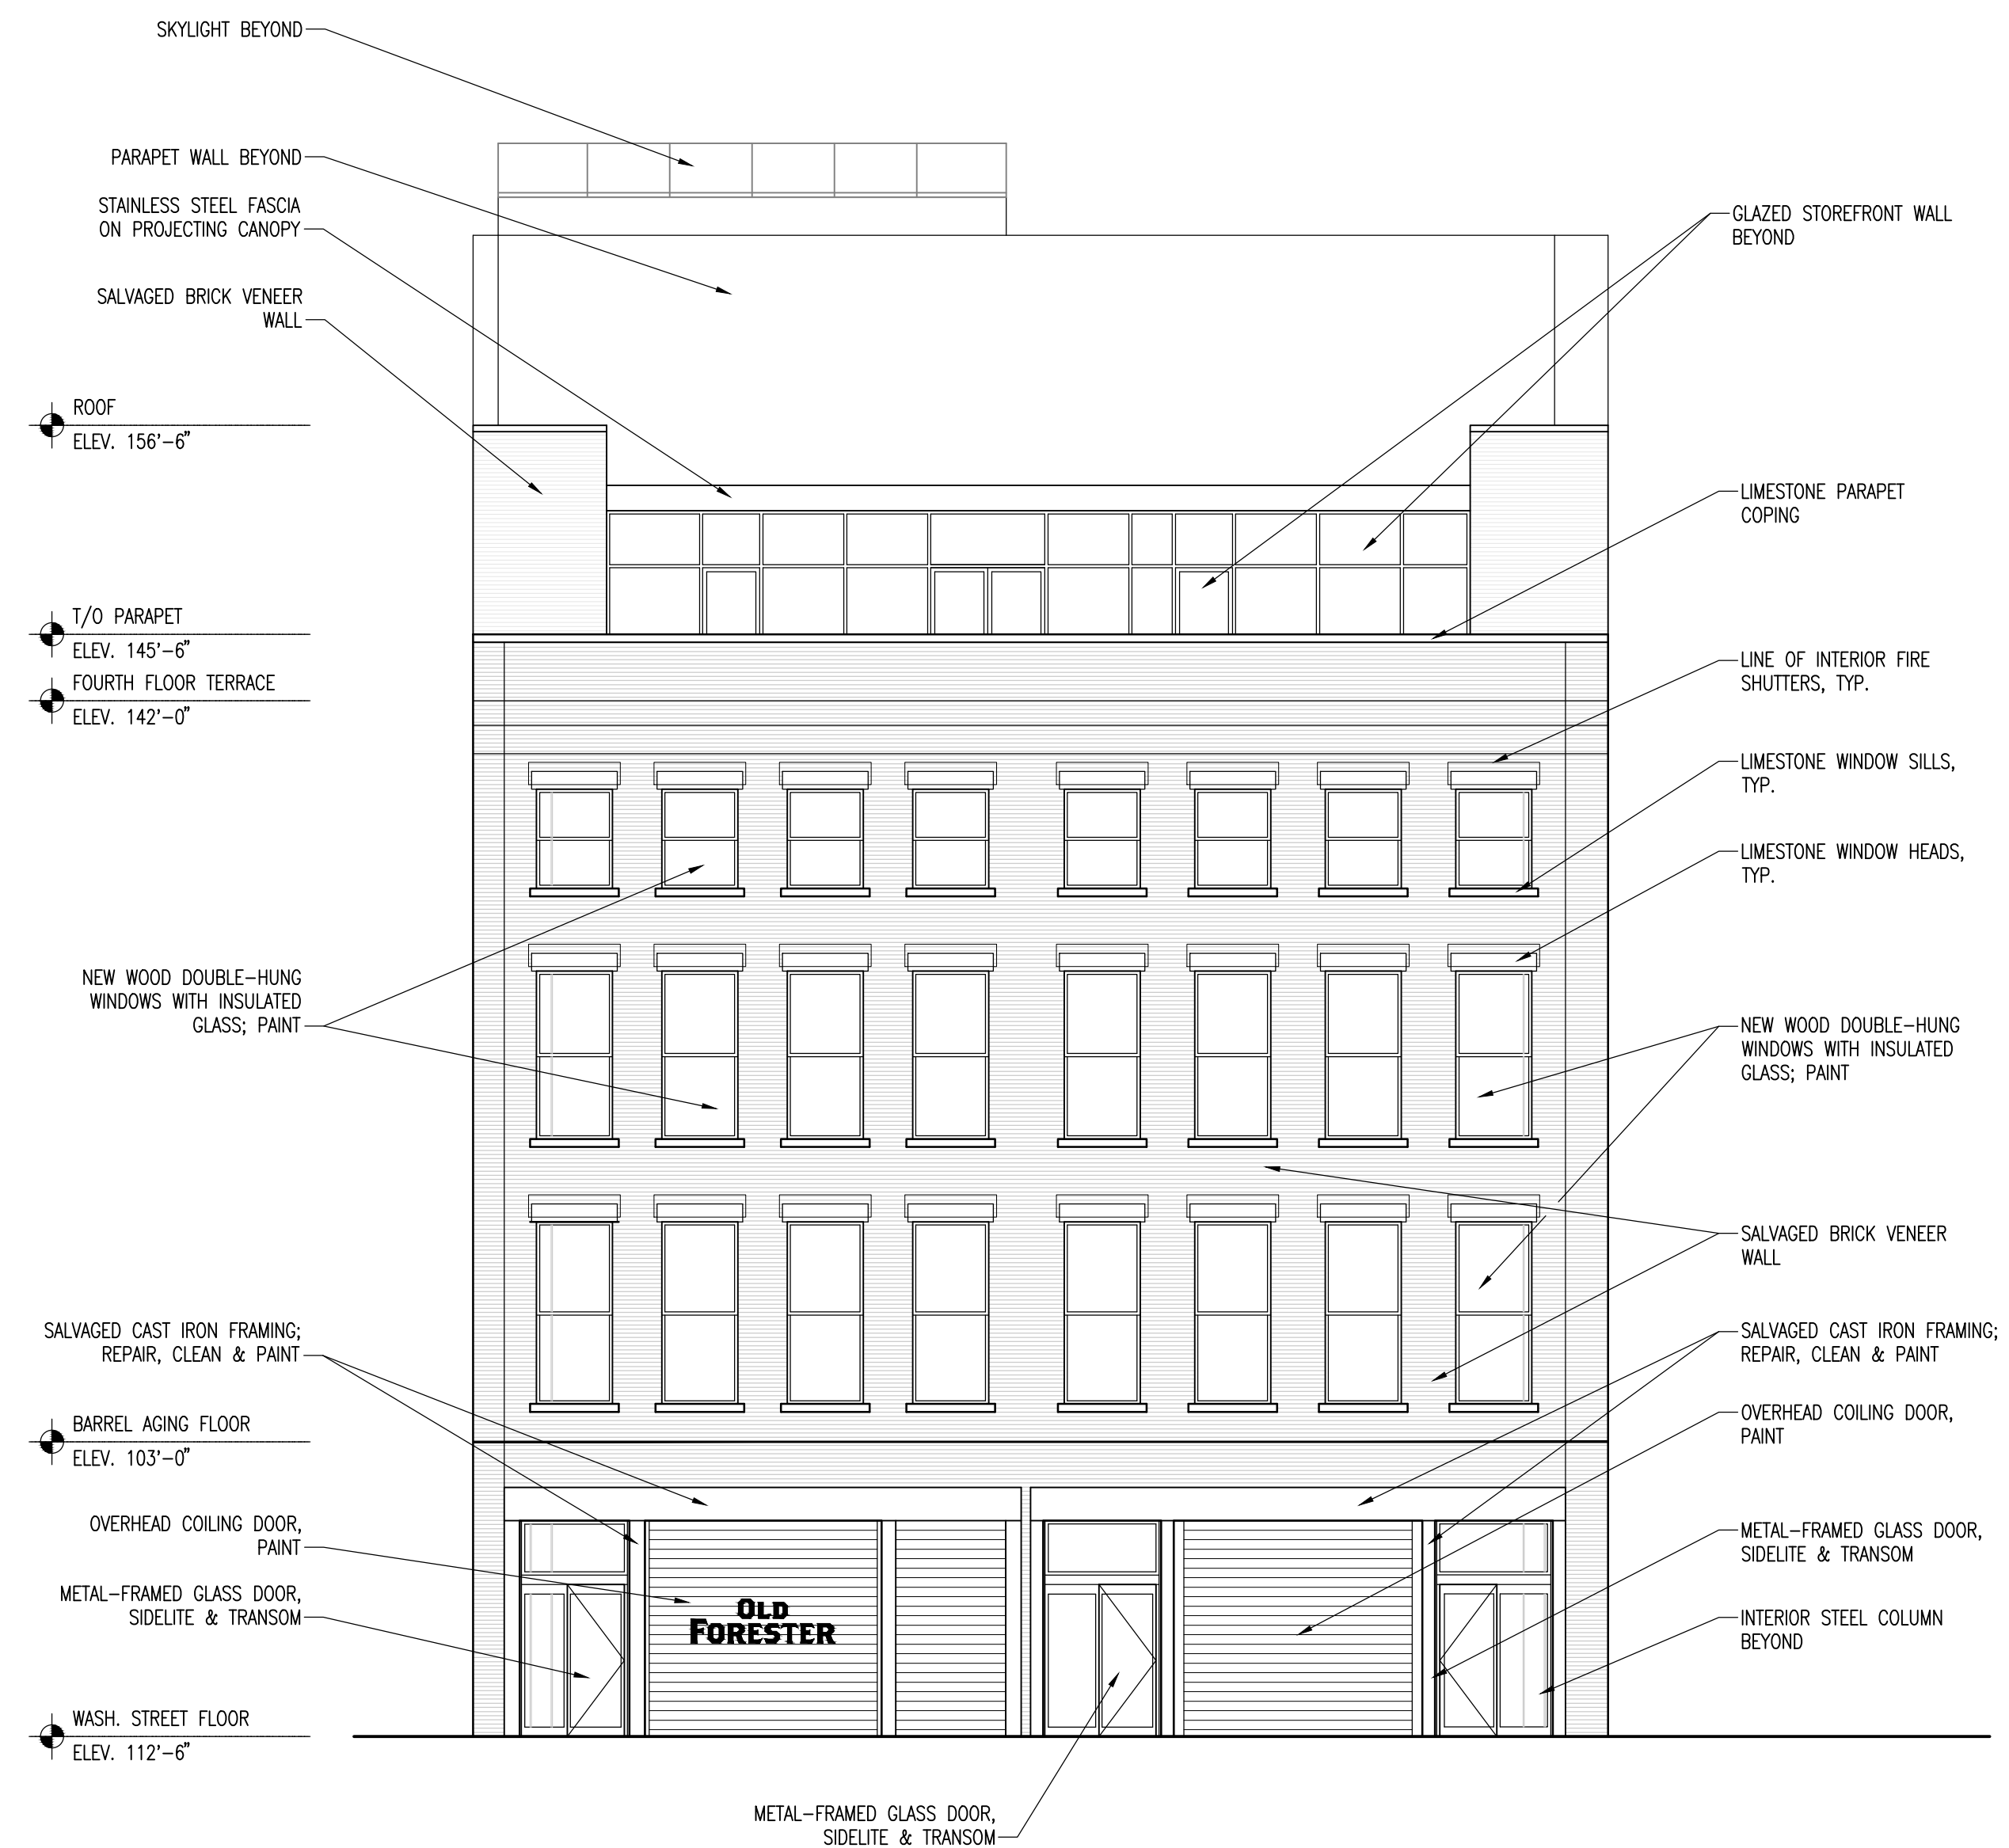 SKYLIGHT BEYOND
PARAPET WALL BEYOND
STAINLESS STEEL FASCIA
ON PROJECTING CANOPY
SALVAGED BRICK VENEER
WALL
ROOF
ELEV. 156'-6"
T/O PARAPET
ELEV. 145'-6"
FOURTH FLOOR TERRACE
ELEV. 142'-0"
NEW WOOD DOUBLE-HUNG
WINDOWS WITH INSULATED
GLASS; PAINT
SALVAGED CAST IRON FRAMING;
REPAIR, CLEAN & PAINT
BARREL AGING FLOOR
ELEV. 103'-0"
OVERHEAD COILING DOOR,
PAINT
METAL-FRAMED GLASS DOOR,
SIDELITE & TRANSOM
WASH. STREET FLOOR
ELEV. 112'-6"
OLD
FORESTER
METAL-FRAMED GLASS DOOR,
SIDELITE & TRANSOM
GLAZED STOREFRONT WALL
BEYOND
LIMESTONE PARAPET
COPING
LINE OF INTERIOR FIRE
SHUTTERS, TYP.
LIMESTONE WINDOW SILLS,
TYP.
LIMESTONE WINDOW HEADS,
TYP.
NEW WOOD DOUBLE-HUNG
WINDOWS WITH INSULATED
GLASS; PAINT
SALVAGED BRICK VENEER
WALL
SALVAGED CAST IRON FRAMING;
REPAIR, CLEAN & PAINT
OVERHEAD COILING DOOR,
PAINT
METAL-FRAMED GLASS DOOR,
SIDELITE & TRANSOM
INTERIOR STEEL COLUMN
BEYOND